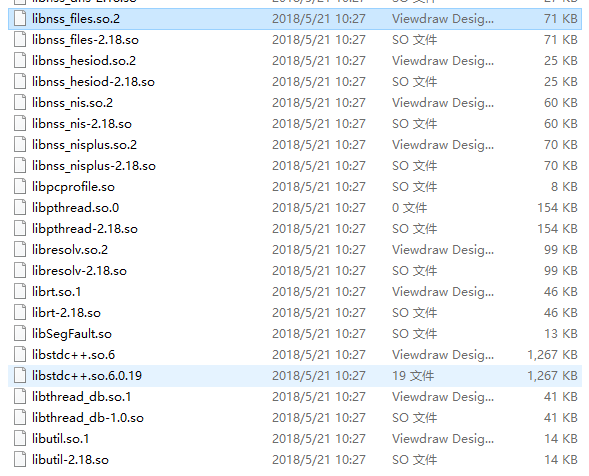 libnss_dns-2.18.so 2018/5/21 10:27 SO 文件 27 KB
libnss_files.so.2 2018/5/21 10:27 Viewdraw Desig... 71 KB
libnss_files-2.18.so 2018/5/21 10:27 SO 文件 71 KB
libnss_hesiod.so.2 2018/5/21 10:27 Viewdraw Desig... 25 KB
libnss_hesiod-2.18.so 2018/5/21 10:27 SO 文件 25 KB
libnss_nis.so.2 2018/5/21 10:27 Viewdraw Desig... 60 KB
libnss_nis-2.18.so 2018/5/21 10:27 SO 文件 60 KB
libnss_nisplus.so.2 2018/5/21 10:27 Viewdraw Desig... 70 KB
libnss_nisplus-2.18.so 2018/5/21 10:27 SO 文件 70 KB
libpcprofile.so 2018/5/21 10:27 SO 文件 8 KB
libpthread.so.0 2018/5/21 10:27 0 文件 154 KB
libpthread-2.18.so 2018/5/21 10:27 SO 文件 154 KB
libresolv.so.2 2018/5/21 10:27 Viewdraw Desig... 99 KB
libresolv-2.18.so 2018/5/21 10:27 SO 文件 99 KB
librt.so.1 2018/5/21 10:27 Viewdraw Desig... 46 KB
librt-2.18.so 2018/5/21 10:27 SO 文件 46 KB
libSegFault.so 2018/5/21 10:27 SO 文件 13 KB
libstdc++.so.6 2018/5/21 10:27 Viewdraw Desig... 1,267 KB
libstdc++.so.6.0.19 2018/5/21 10:27 19 文件 1,267 KB
libthread_db.so.1 2018/5/21 10:27 Viewdraw Desig... 41 KB
libthread_db-1.0.so 2018/5/21 10:27 SO 文件 41 KB
libutil.so.1 2018/5/21 10:27 Viewdraw Desig... 14 KB
libutil-2.18.so 2018/5/21 10:27 SO 文件 14 KB